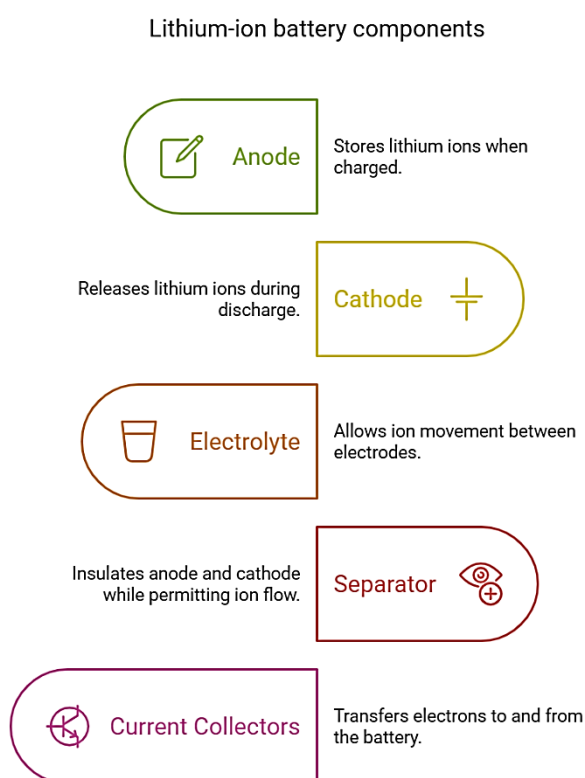 Lithium-ion battery components
Anode
Stores lithium ions when
charged.
Releases lithium ions during
discharge.
Cathode
Electrolyte
Allows ion movement between
electrodes.
Insulates anode and cathode
while permitting ion flow.
Separator
Current Collectors
Transfers electrons to and from
the battery.